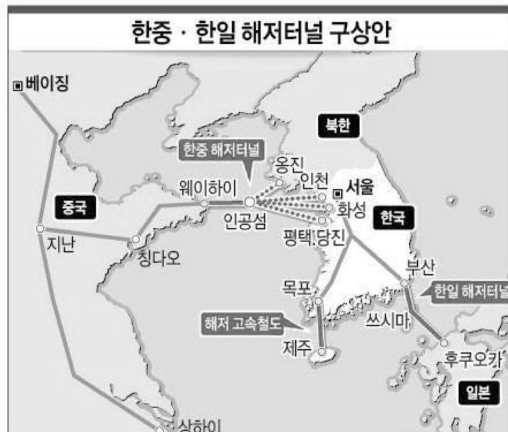 한중 · 한일 해저터널 구상안
베이징
북한
한중 해저터널
옹진
인천
서울
웨이하이
화성
중국
인공섬
한국
지난
칭다오
평택.당진
부산
목포
한일 해저터널
해저 고속철도
쓰시마
제주
후쿠오카
일본
상하이